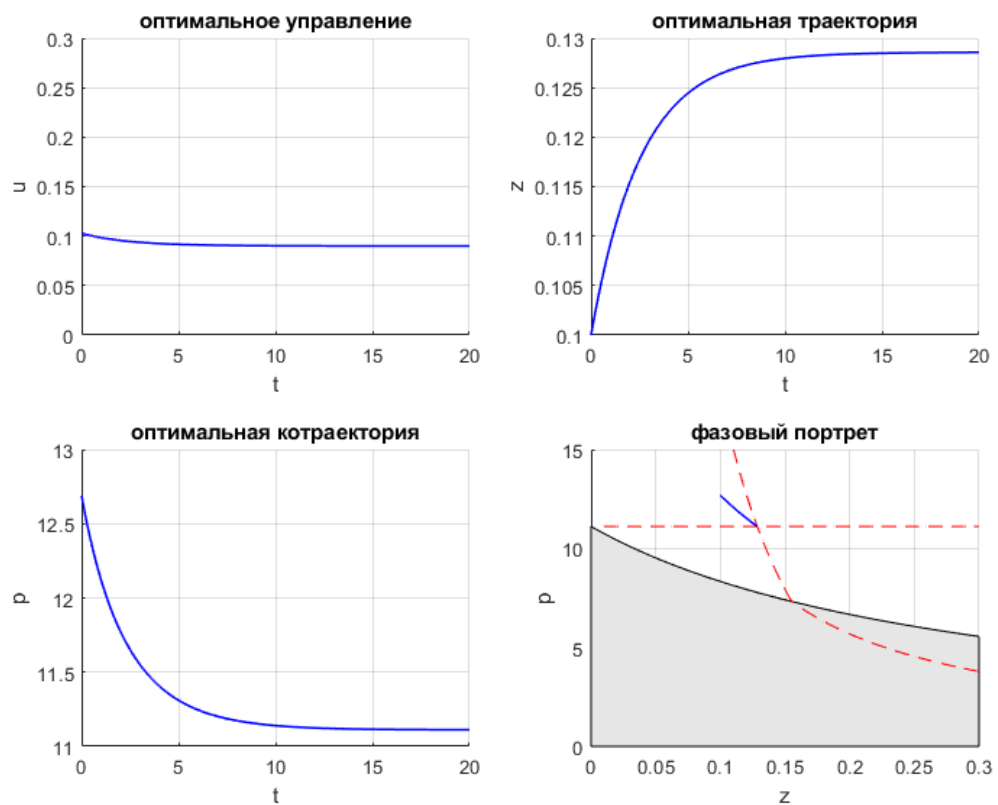 оптимальное управление
0.3
0.25
0.2
0.15
0.1
0.05
0
u
0 5 10 15 20
t
оптимальная траектория
0.13
0.125
0.12
0.115
0.11
0.105
0.1
z
0 5 10 15 20
t
оптимальная котраектория
13
12.5
12
11.5
11
p
0 5 10 15 20
t
фазовый портрет
15
10
5
0
p
0 0.05 0.1 0.15 0.2 0.25 0.3
z